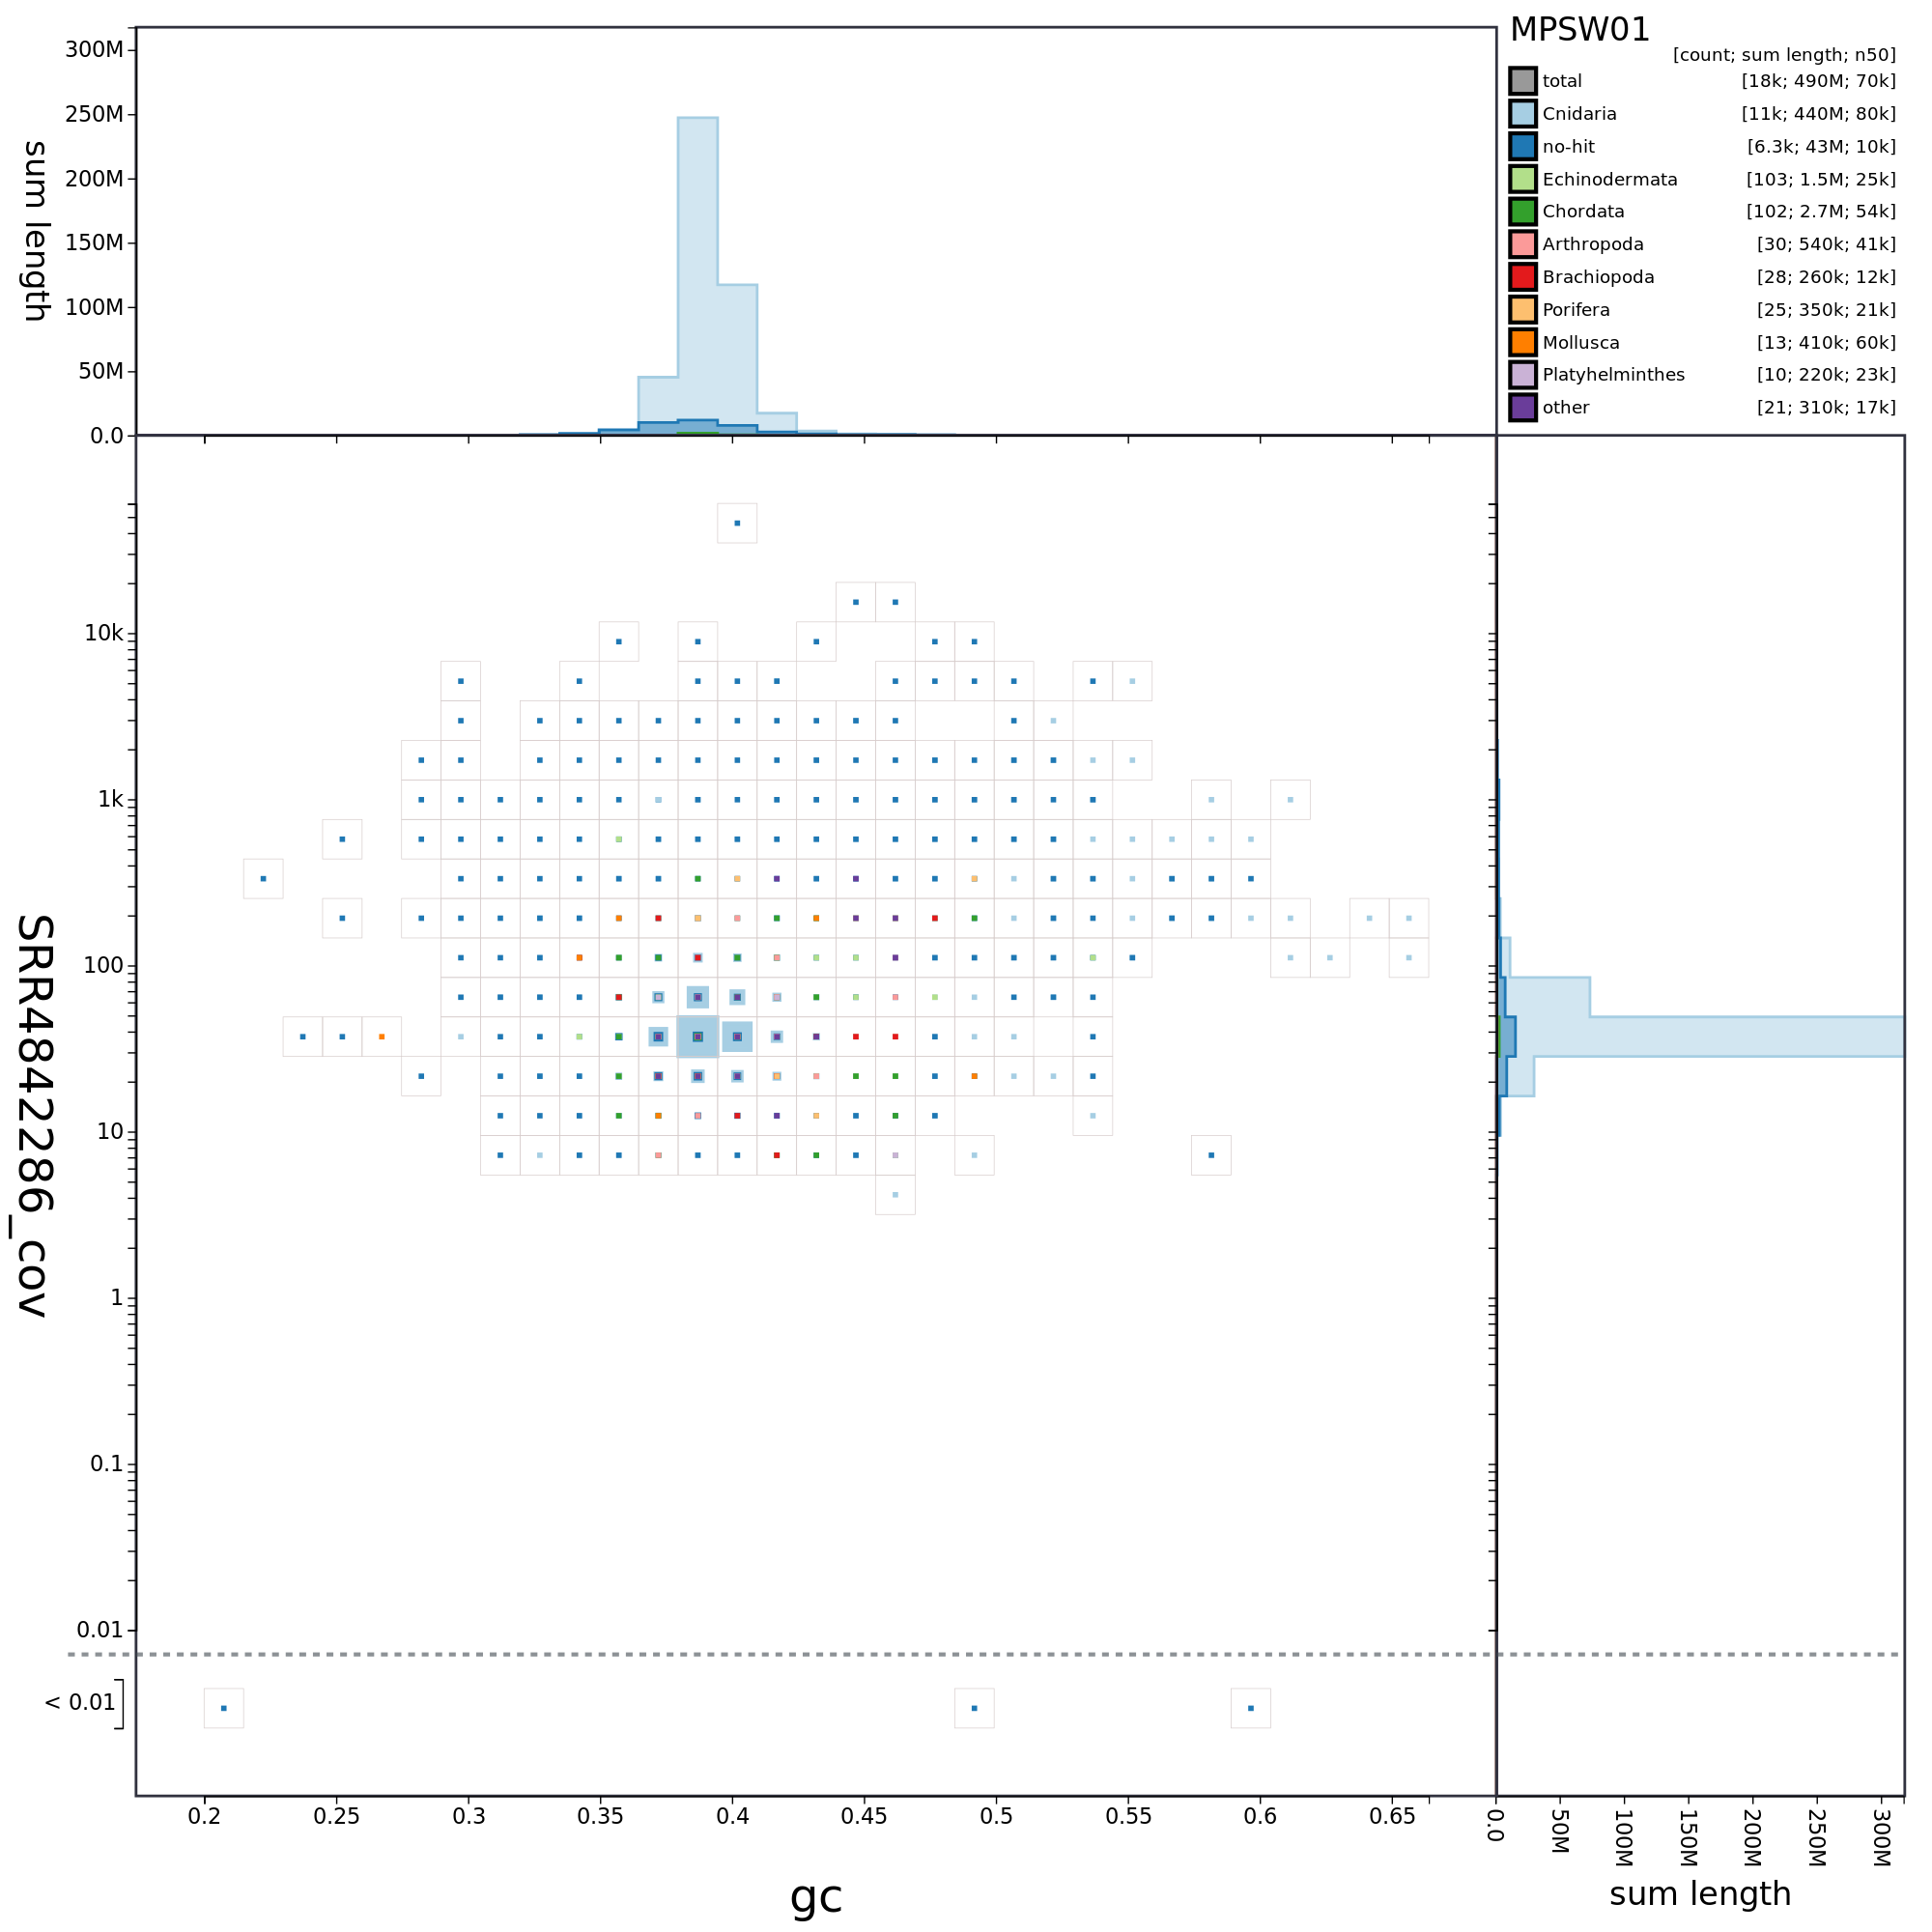 MPSW01
[count; sum length; n50]
total [18k; 490M; 70k]
Cnidaria [11k; 440M; 80k]
no-hit [6.3k; 43M; 10k]
Echinodermata [103; 1.5M; 25k]
Chordata [102; 2.7M; 54k]
Arthropoda [30; 540k; 41k]
Brachiopoda [28; 260k; 12k]
Porifera [25; 350k; 21k]
Mollusca [13; 410k; 60k]
Platyhelminthes [10; 220k; 23k]
other [21; 310k; 17k]
sum length
300M
250M
200M
150M
100M
50M
0.0
SRR4842286_cov
10k
1k
100
10
1
0.1
0.01
< 0.01
0.2 0.25 0.3 0.35 0.4 0.45 0.5 0.55 0.6 0.65
gc
0.0 50M 100M 150M 200M 250M 300M
sum length